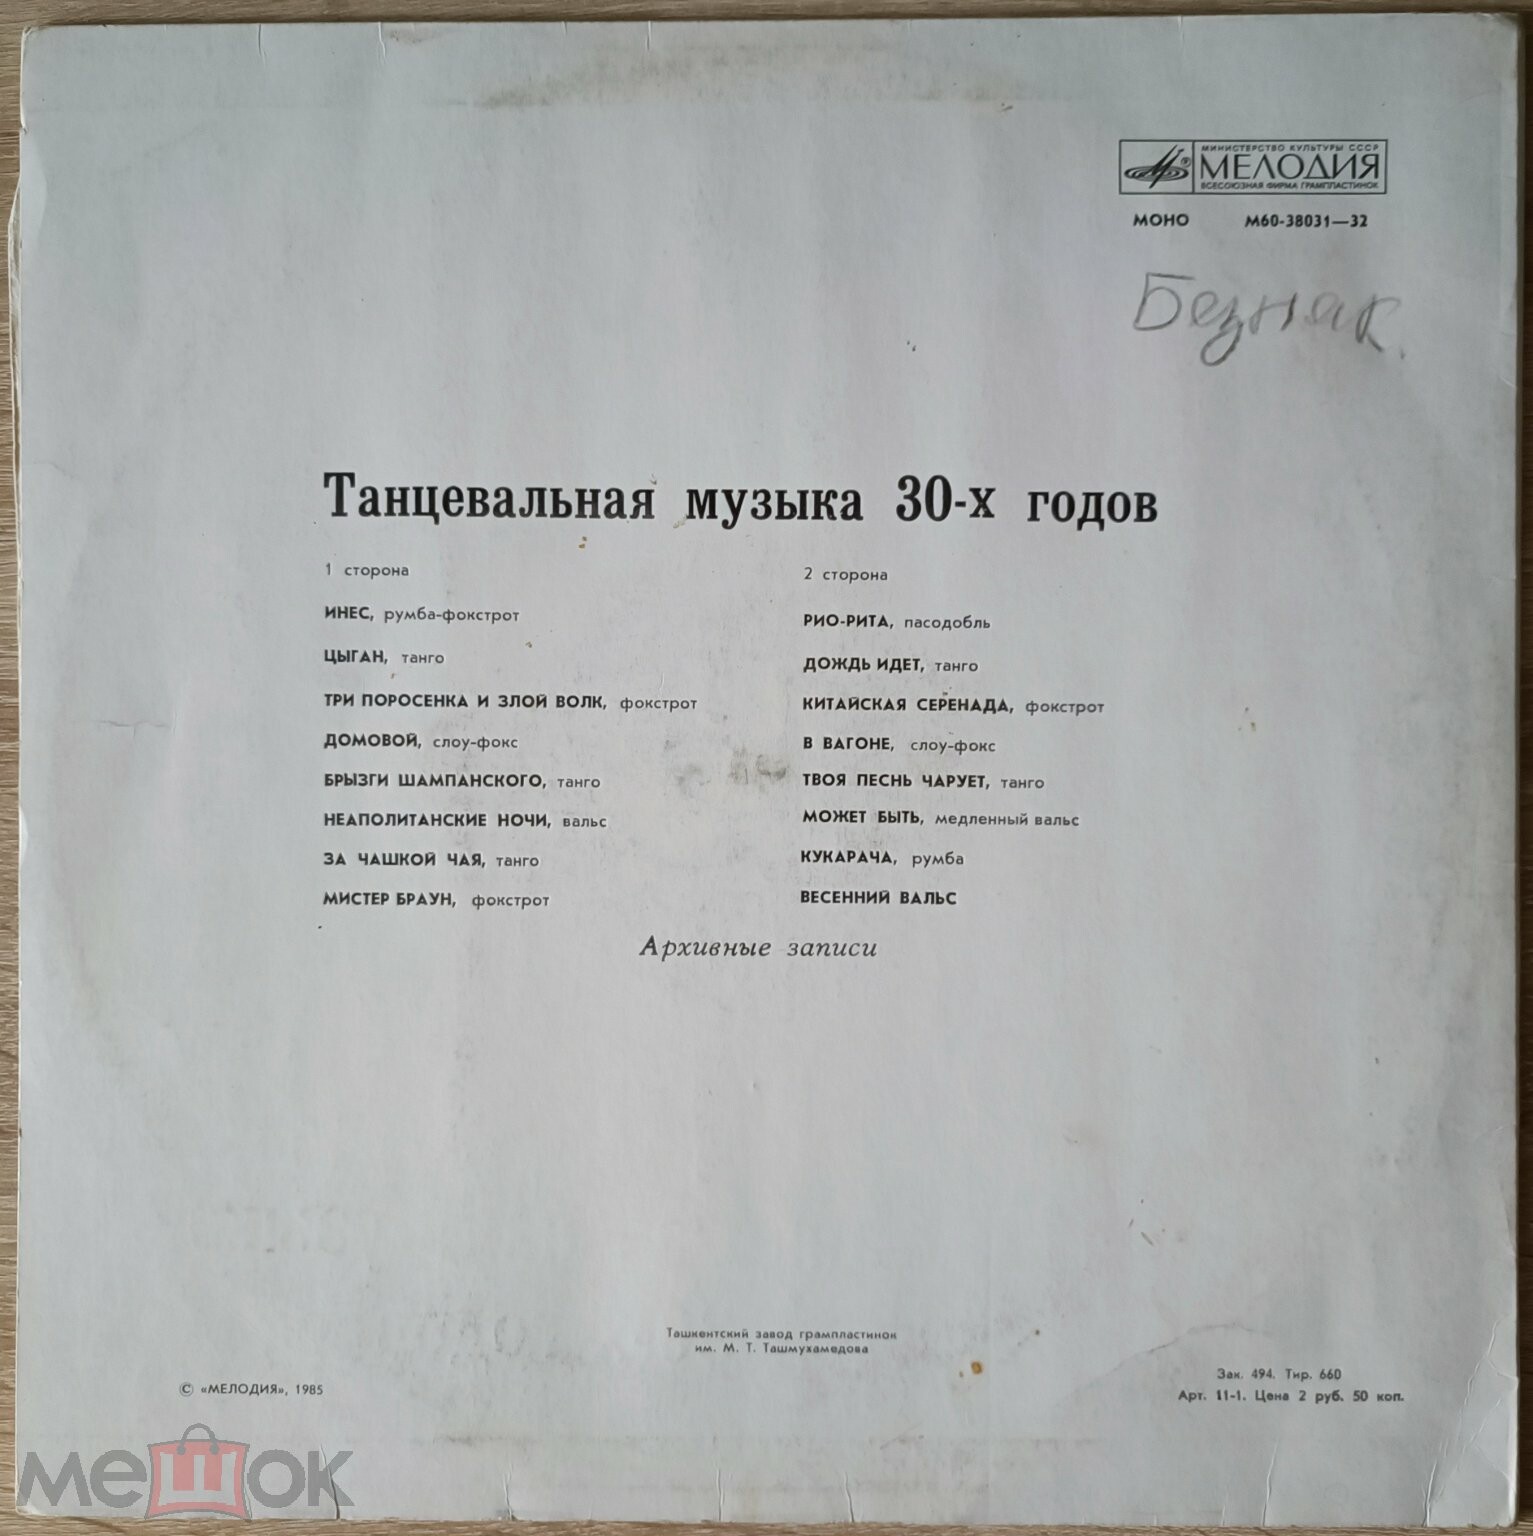 МИНИСТЕРСТВО КУЛЬТУРЫ СССР
МЕЛОДИЯ
ВСЕСОЮЗНАЯ ФИРМА ГРАМПЛАСТИНОК
МОНО М60-38031—32
Безняк
Танцевальная музыка 30-х годов
1 сторона
ИНЕС, румба-фокстрот
ЦЫГАН, танго
ТРИ ПОРОСЕНКА И ЗЛОЙ ВОЛК, фокстрот
ДОМОВОЙ, слоу-фокс
БРЫЗГИ ШАМПАНСКОГО, танго
НЕАПОЛИТАНСКИЕ НОЧИ, вальс
ЗА ЧАШКОЙ ЧАЯ, танго
МИСТЕР БРАУН, фокстрот
2 сторона
РИО-РИТА, пасодобль
ДОЖДЬ ИДЕТ, танго
КИТАЙСКАЯ СЕРЕНАДА, фокстрот
В ВАГОНЕ, слоу-фокс
ТВОЯ ПЕСНЬ ЧАРУЕТ, танго
МОЖЕТ БЫТЬ, медленный вальс
КУКАРАЧА, румба
ВЕСЕННИЙ ВАЛЬС
Архивные записи
Ташкентский завод грампластинок
им. М. Т. Ташмухамедова
© «МЕЛОДИЯ», 1985
Зак. 494. Тир. 660
Арт. 11-1. Цена 2 руб. 50 коп.
мешок